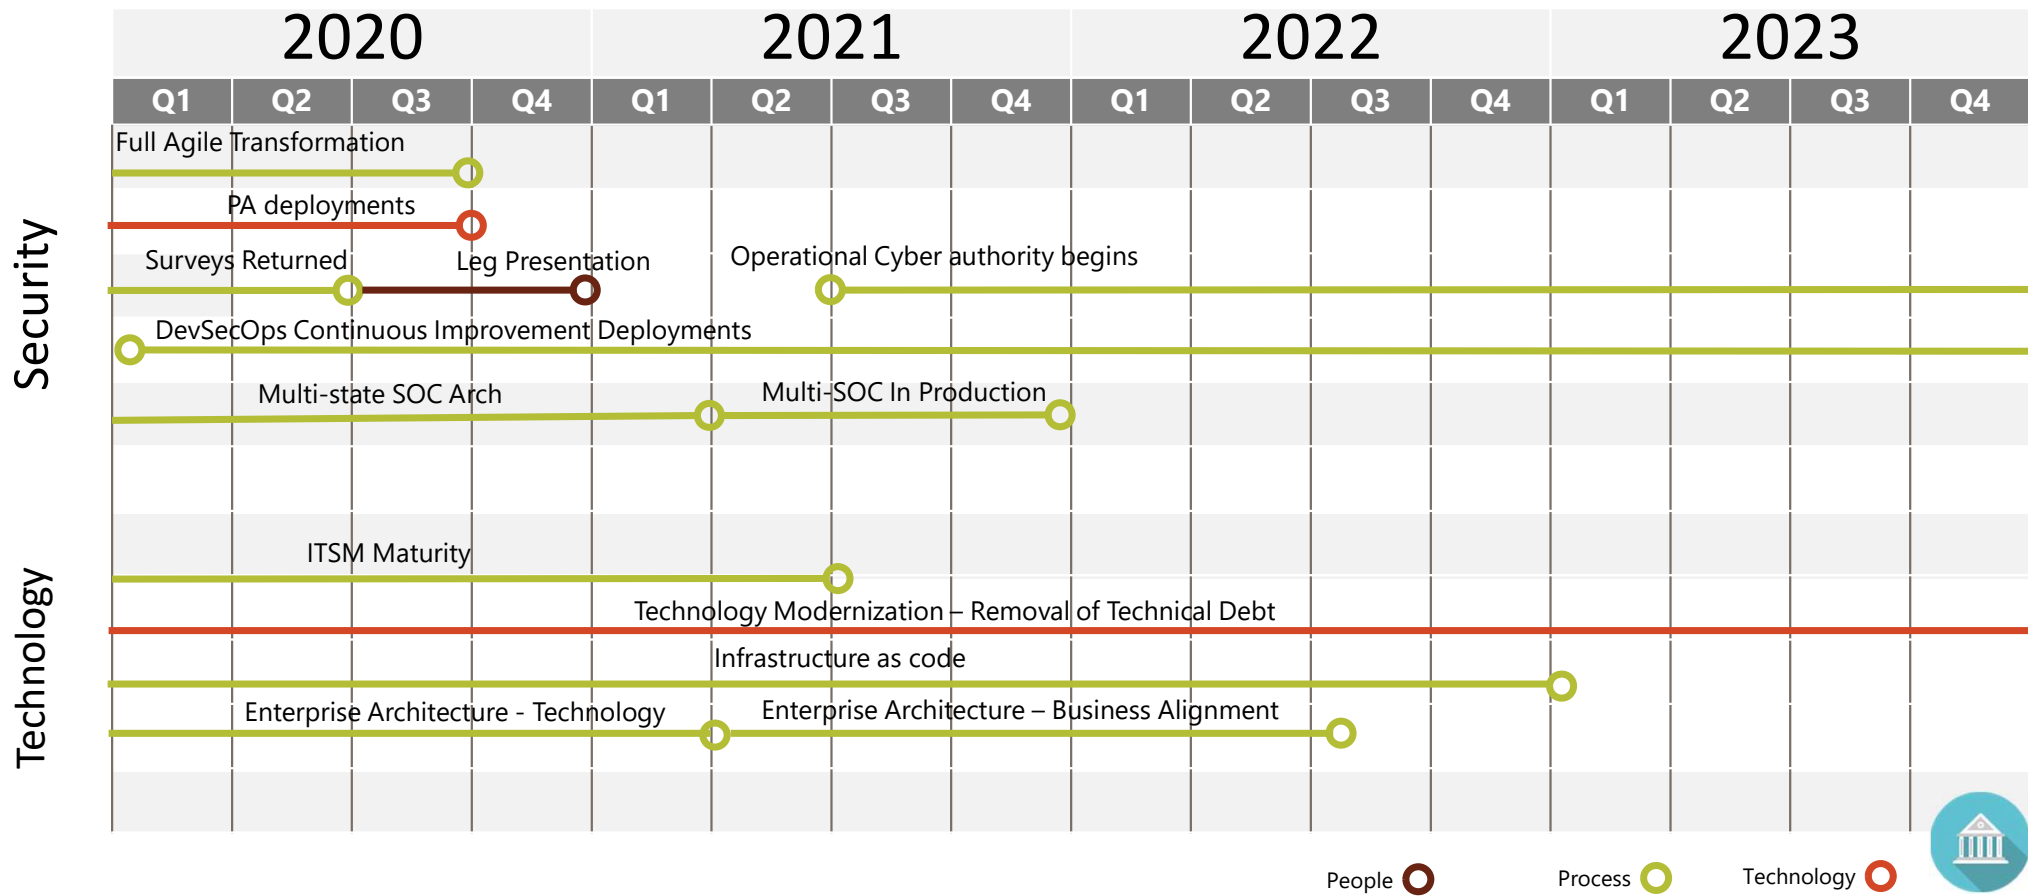 2020 2021 2022 2023
Q1 Q2 Q3 Q4 Q1 Q2 Q3 Q4 Q1 Q2 Q3 Q4 Q1 Q2 Q3 Q4
Security
Full Agile Transformation
PA deployments
Surveys Returned
Leg Presentation
Operational Cyber authority begins
DevSecOps Continuous Improvement Deployments
Multi-state SOC Arch
Multi-SOC In Production
Technology
ITSM Maturity
Technology Modernization – Removal of Technical Debt
Infrastructure as code
Enterprise Architecture - Technology
Enterprise Architecture – Business Alignment
People
Process
Technology